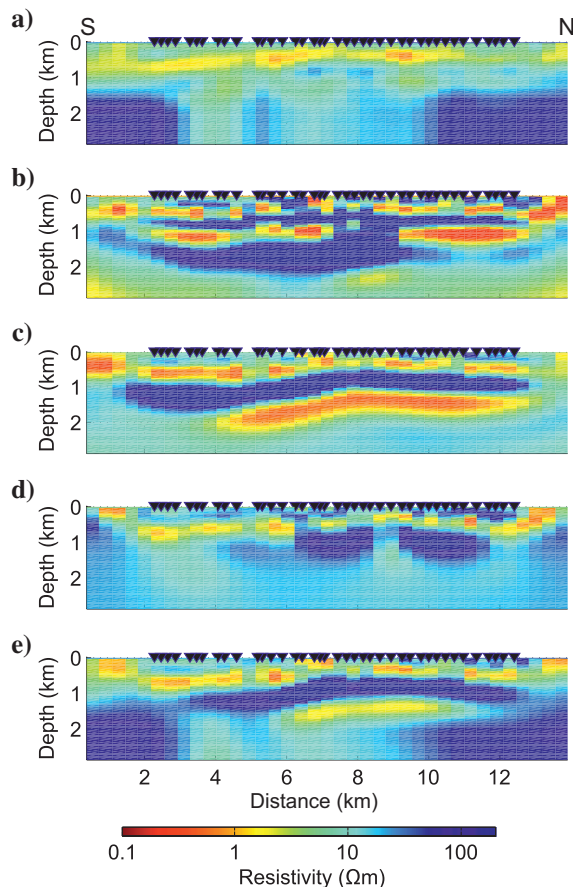 a)
S
N
Depth (km)
0
1
2
b)
Depth (km)
0
1
2
c)
Depth (km)
0
1
2
d)
Depth (km)
0
1
2
e)
Depth (km)
0
1
2
2 4 6 8 10 12
Distance (km)
0.1 1 10 100
Resistivity (Ωm)